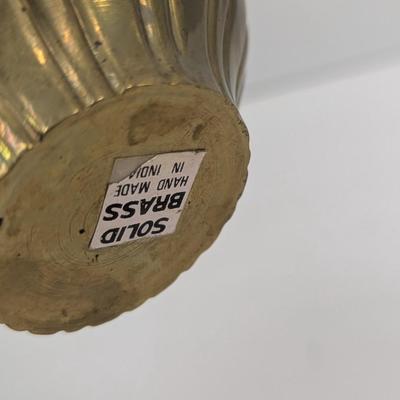 SOLID
BRASS
HAND MADE
IN INDIA